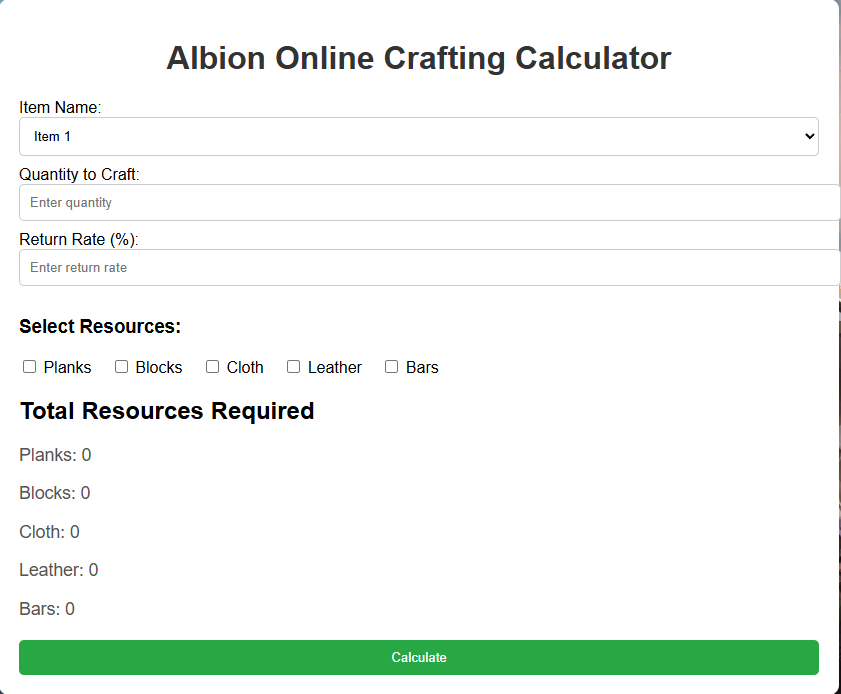 Albion Online Crafting Calculator
Item Name:
Item 1
Quantity to Craft:
Enter quantity
Return Rate (%):
Enter return rate
Select Resources:
Planks Blocks Cloth Leather Bars
Total Resources Required
Planks: 0
Blocks: 0
Cloth: 0
Leather: 0
Bars: 0
Calculate